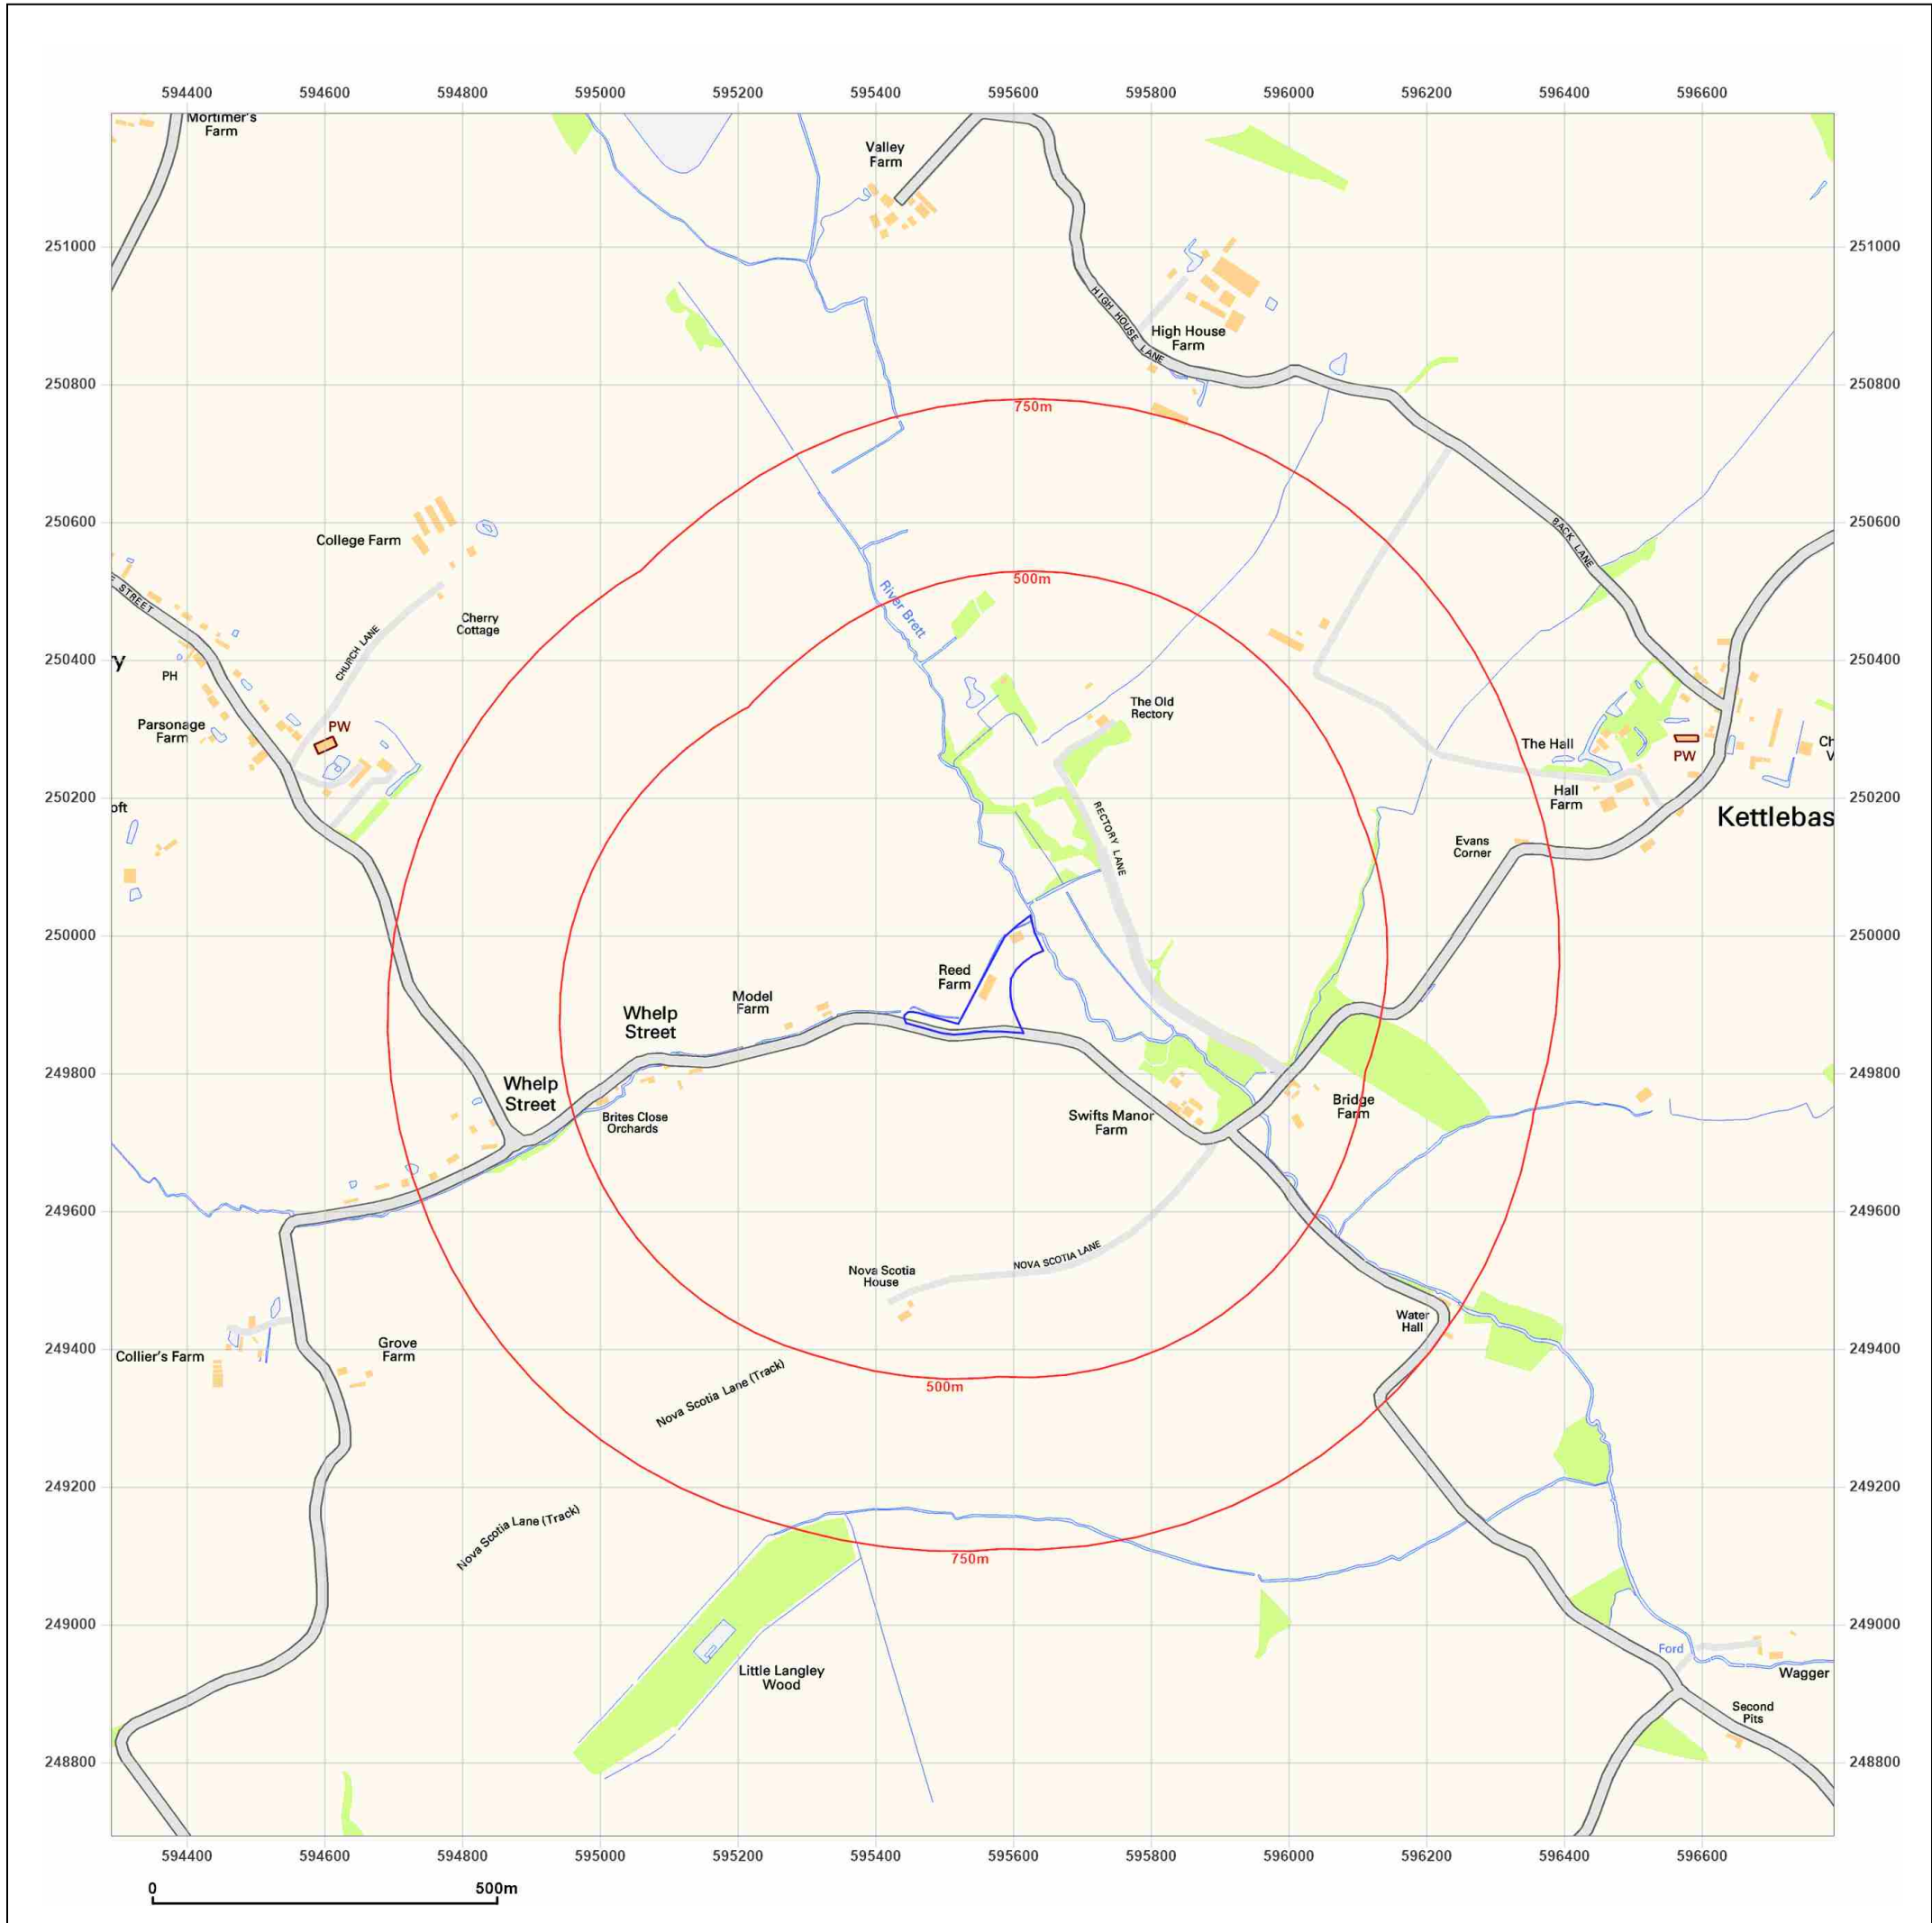 594400 594600 594800 595000 595200 595400 595600 595800 596000 596200 596400 596600
Mortimer's
Farm
Valley
Farm
251000 251000
HIGH HOUSE LANE
High House
Farm
250800 250800
750m
250600 250600
College Farm
BACK LANE
STREET
500m
River Brett
Cherry
Cottage
CHURCH LANE
250400 250400
y
PH
The Old
Rectory
Parsonage
Farm
PW
The Hall
PW
Ch
V
Hall
Farm
250200 250200
oft
Kettlebas
RECTORY LANE
Evans
Corner
250000 250000
Reed
Farm
Model
Farm
Whelp
Street
249800 249800
Whelp
Street
Brites Close
Orchards
Swifts Manor
Farm
Bridge
Farm
249600 249600
NOVA SCOTIA LANE
Nova Scotia
House
Water
Hall
Grove
Farm
Collier's Farm
249400 249400
Nova Scotia Lane (Track)
500m
249200 249200
Nova Scotia Lane (Track)
750m
249000 249000
Ford
Little Langley
Wood
Wagger
Second
Pits
248800 248800
594400 594600 594800 595000 595200 595400 595600 595800 596000 596200 596400 596600
0 500m